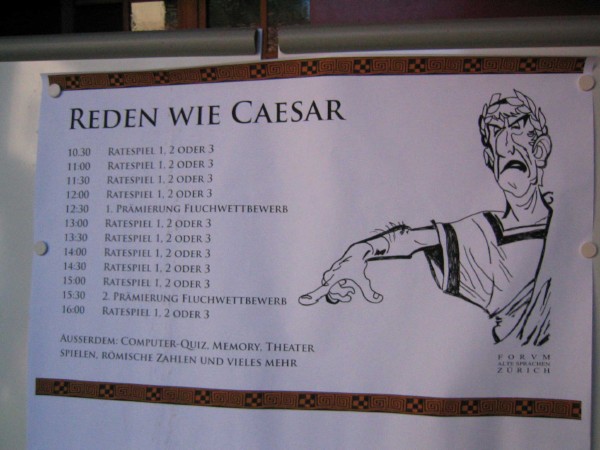 REDEN WIE CAESAR
10.30 RATESPIEL 1, 2 ODER 3
11:00 RATESPIEL 1, 2 ODER 3
11:30 RATESPIEL 1, 2 ODER 3
12:00 RATESPIEL 1, 2 ODER 3
12:30 1. PRÄMIERUNG FLUCHWETTBEWERB
13:00 RATESPIEL 1, 2 ODER 3
13:30 RATESPIEL 1, 2 ODER 3
14:00 RATESPIEL 1, 2 ODER 3
14:30 RATESPIEL 1, 2 ODER 3
15:00 RATESPIEL 1, 2 ODER 3
15:30 2. PRÄMIERUNG FLUCHWETTBEWERB
16:00 RATESPIEL 1, 2 ODER 3
AUSSERDEM: COMPUTER-QUIZ, MEMORY, THEATER
SPIELEN, RÖMISCHE ZAHLEN UND VIELES MEHR
FORVM
ALTE SPRACHEN
ZÜRICH